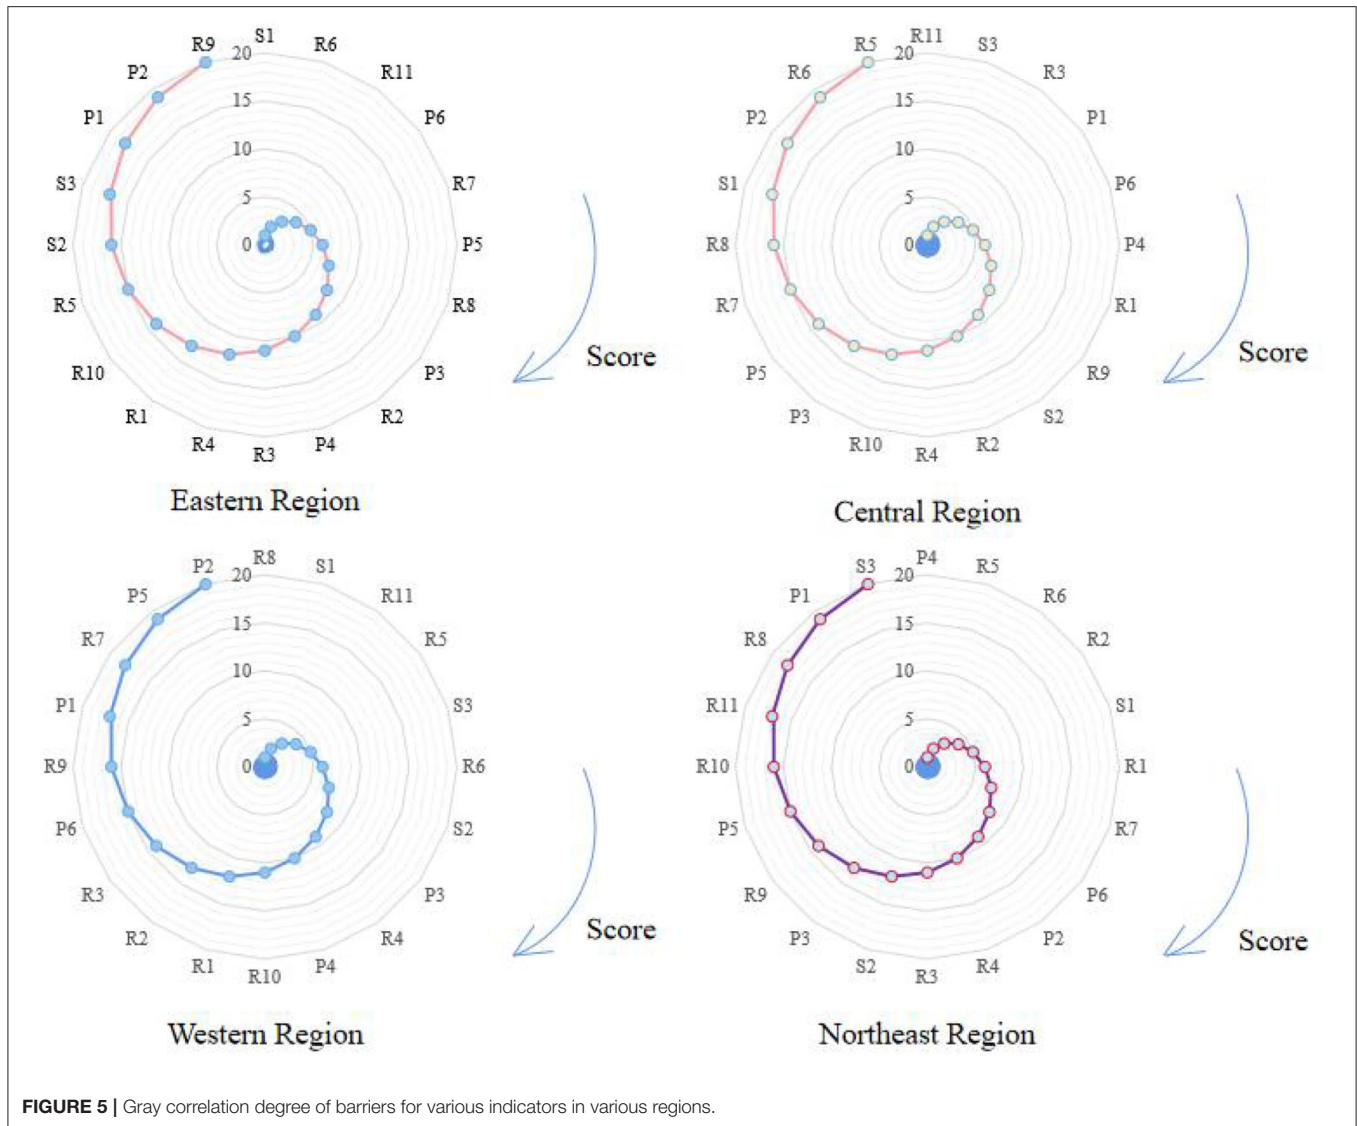 S1
R9
20
R6
P2
R11
15
P1
P6
10
S3
R7
5
S2
0
P5
R5
R8
R10
P3
R1
R2
R4
P4
R3
Score
Eastern Region
R11
R5
20
S3
R6
R3
15
P2
P1
10
S1
P6
5
R8
0
P4
R7
R1
P5
R9
P3
S2
R10
R2
R4
Score
Central Region
R8
P2
20
S1
P5
R11
15
R7
R5
10
P1
S3
5
R9
0
R6
P6
S2
R3
P3
R2
R4
R1
P4
R10
Score
Western Region
P4
S3
20
R5
P1
R6
15
R8
R2
10
R11
S1
5
R10
0
R1
P5
R7
R9
P6
P3
P2
S2
R4
R3
Score
Northeast Region
FIGURE 5 | Gray correlation degree of barriers for various indicators in various regions.